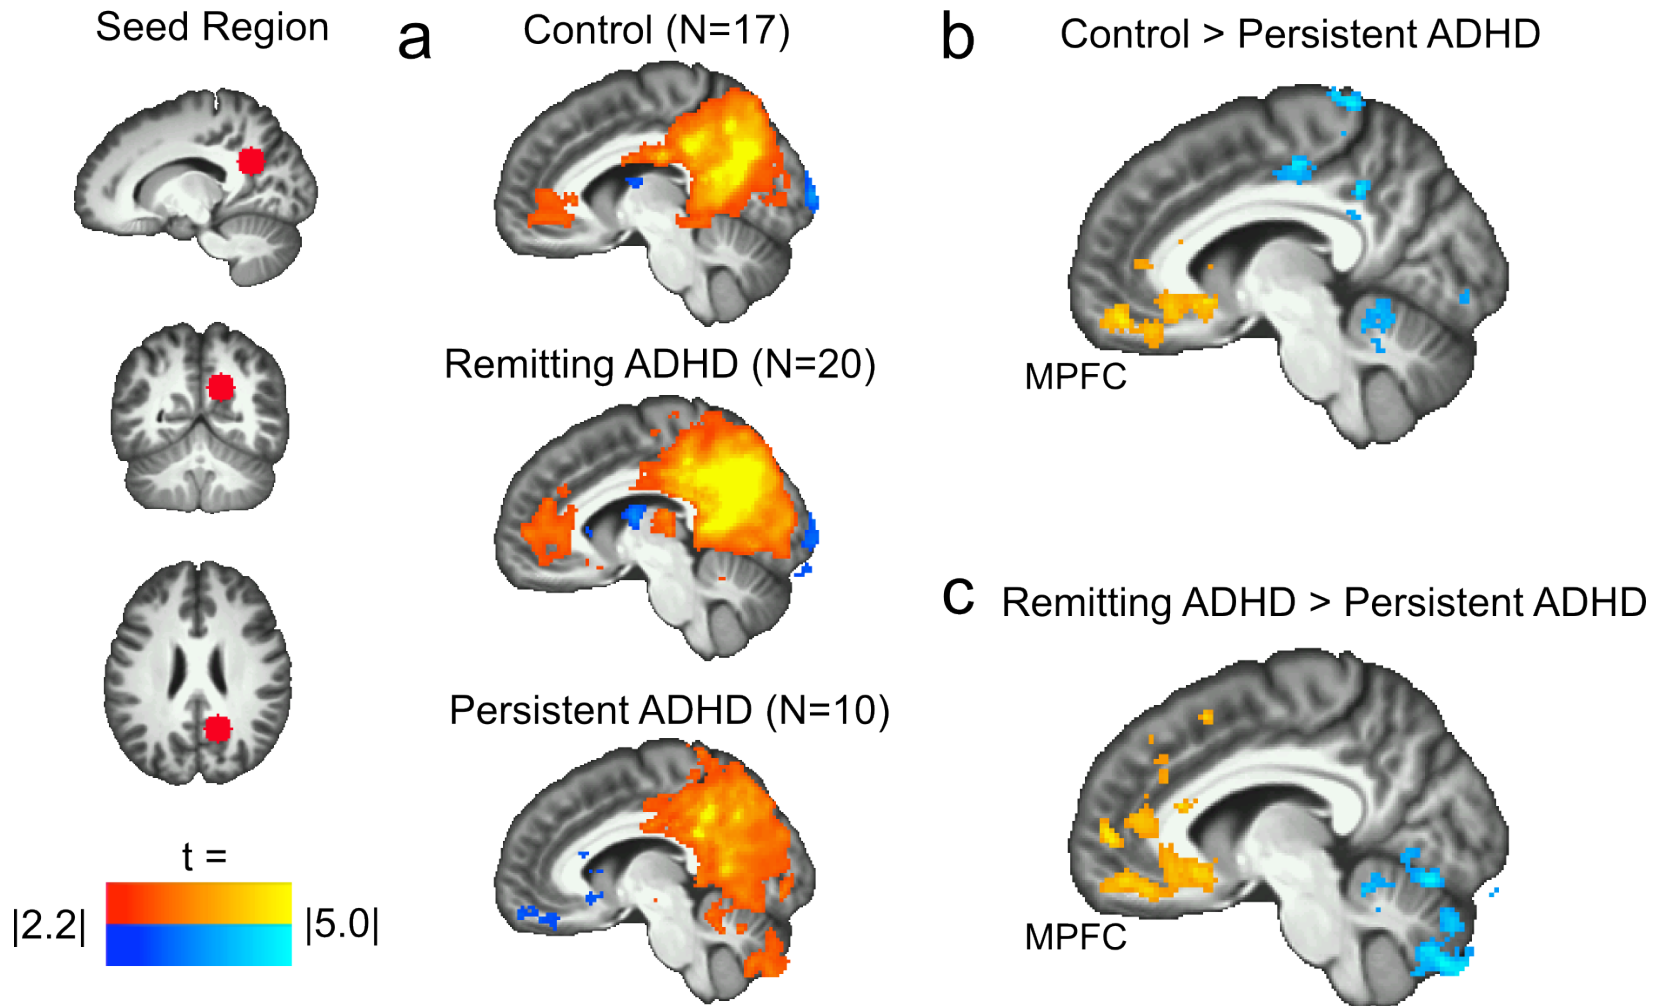 Seed Region
t =
|2.2|
|5.0|
a
Control (N=17)
Remitting ADHD (N=20)
Persistent ADHD (N=10)
b
Control > Persistent ADHD
MPFC
c
Remitting ADHD > Persistent ADHD
MPFC